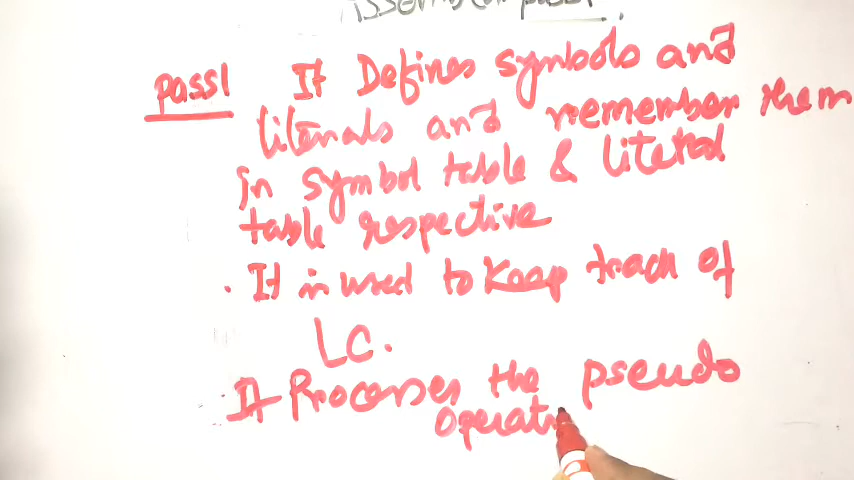 Pass1 It Defines symbols and
literals and remember them
in symbol table & literal
table respective
. It is used to keep track of
LC.
. It Processes the pseudo
operati